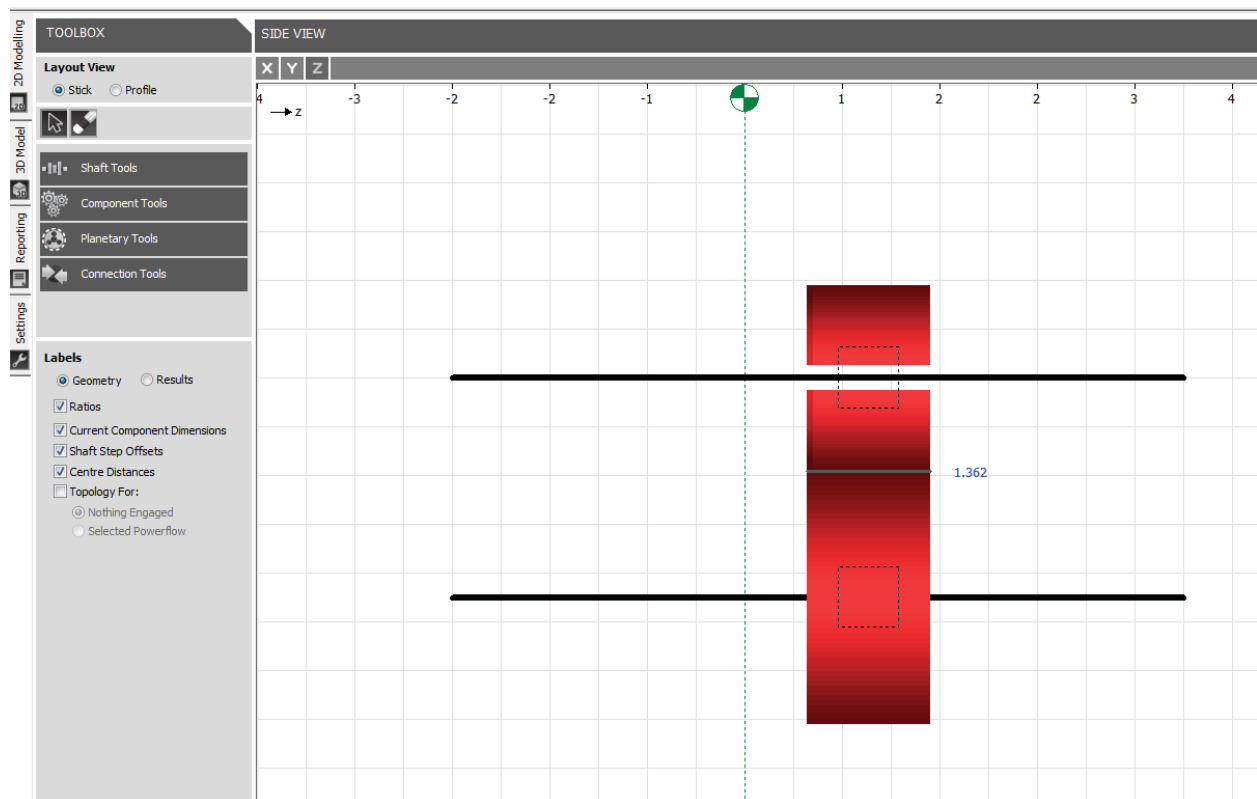 2D Modelling
3D Model
Reporting
Settings
TOOLBOX
Layout View
Stick Profile
Shaft Tools
Component Tools
Planetary Tools
Connection Tools
Labels
Geometry Results
Ratios
Current Component Dimensions
Shaft Step Offsets
Centre Distances
Topology For:
Nothing Engaged
Selected Powerflow
SIDE VIEW
X Y Z
4 -3 -2 -2 -1 1 2 2 3 4
z
1.362